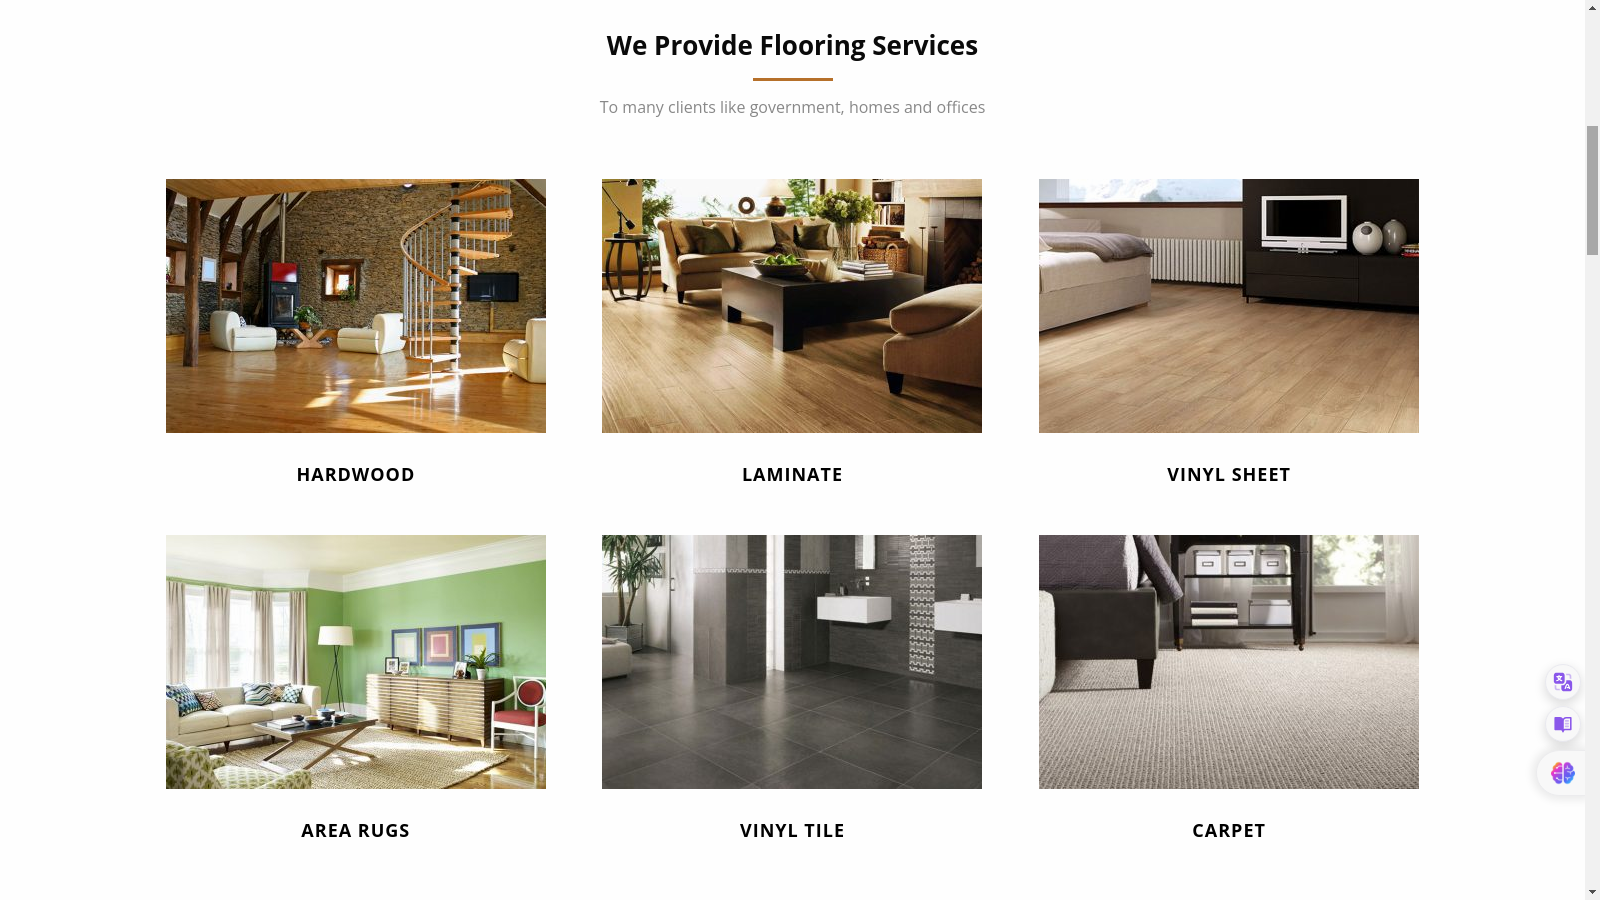 We Provide Flooring Services
To many clients like government, homes and offices
HARDWOOD
LAMINATE
VINYL SHEET
AREA RUGS
VINYL TILE
CARPET